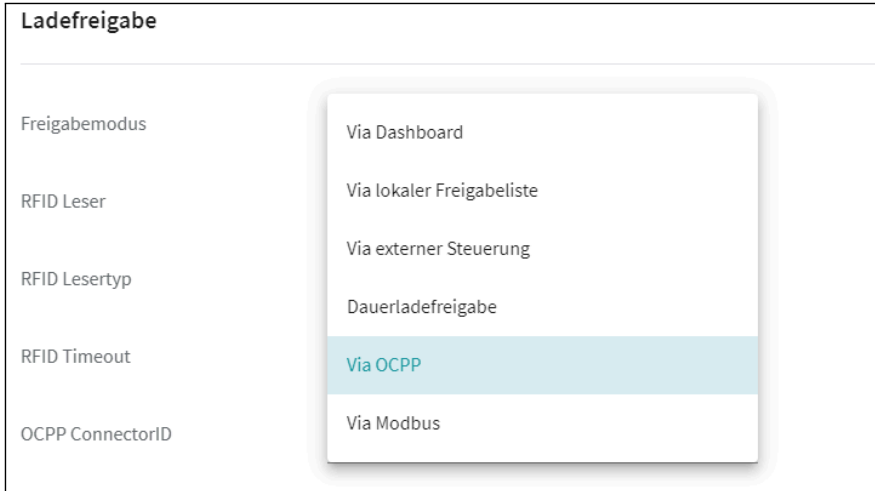 Ladefreigabe
Freigabemodus
Via Dashboard
Via lokaler Freigabeliste
RFID Leser
Via externer Steuerung
RFID Lesertyp
Dauerladefreigabe
RFID Timeout
Via OCPP
OCPP ConnectorID
Via Modbus